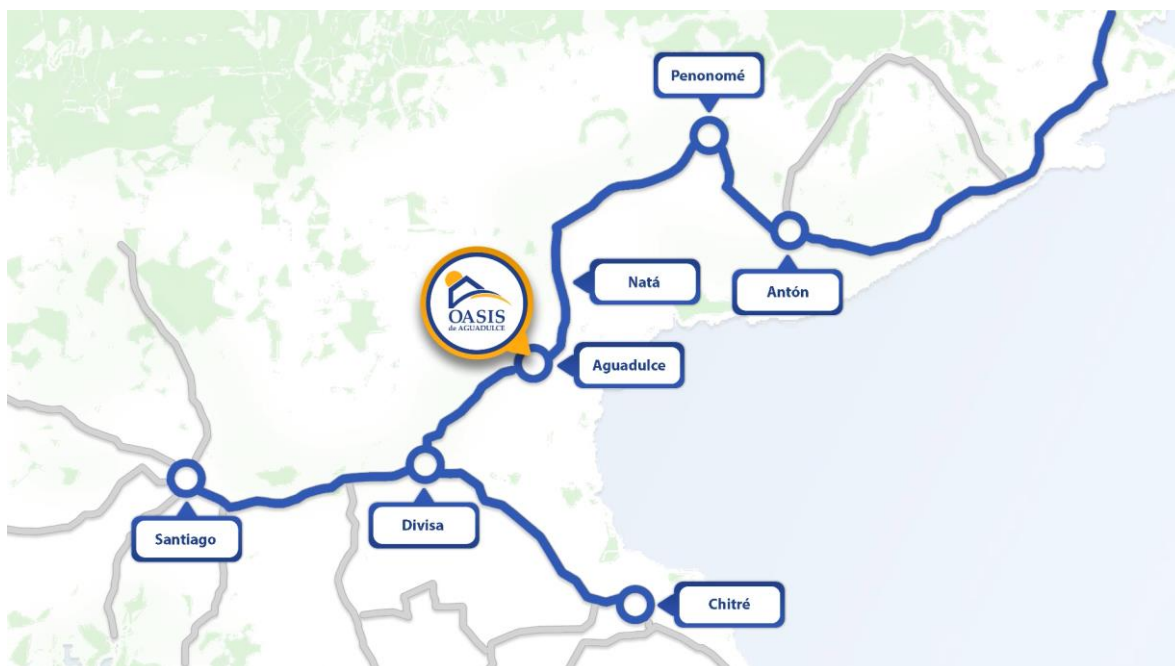 Penonomé
Natá
Antón
OASIS
de AGUADULCE
Aguadulce
Divisa
Santiago
Chitré